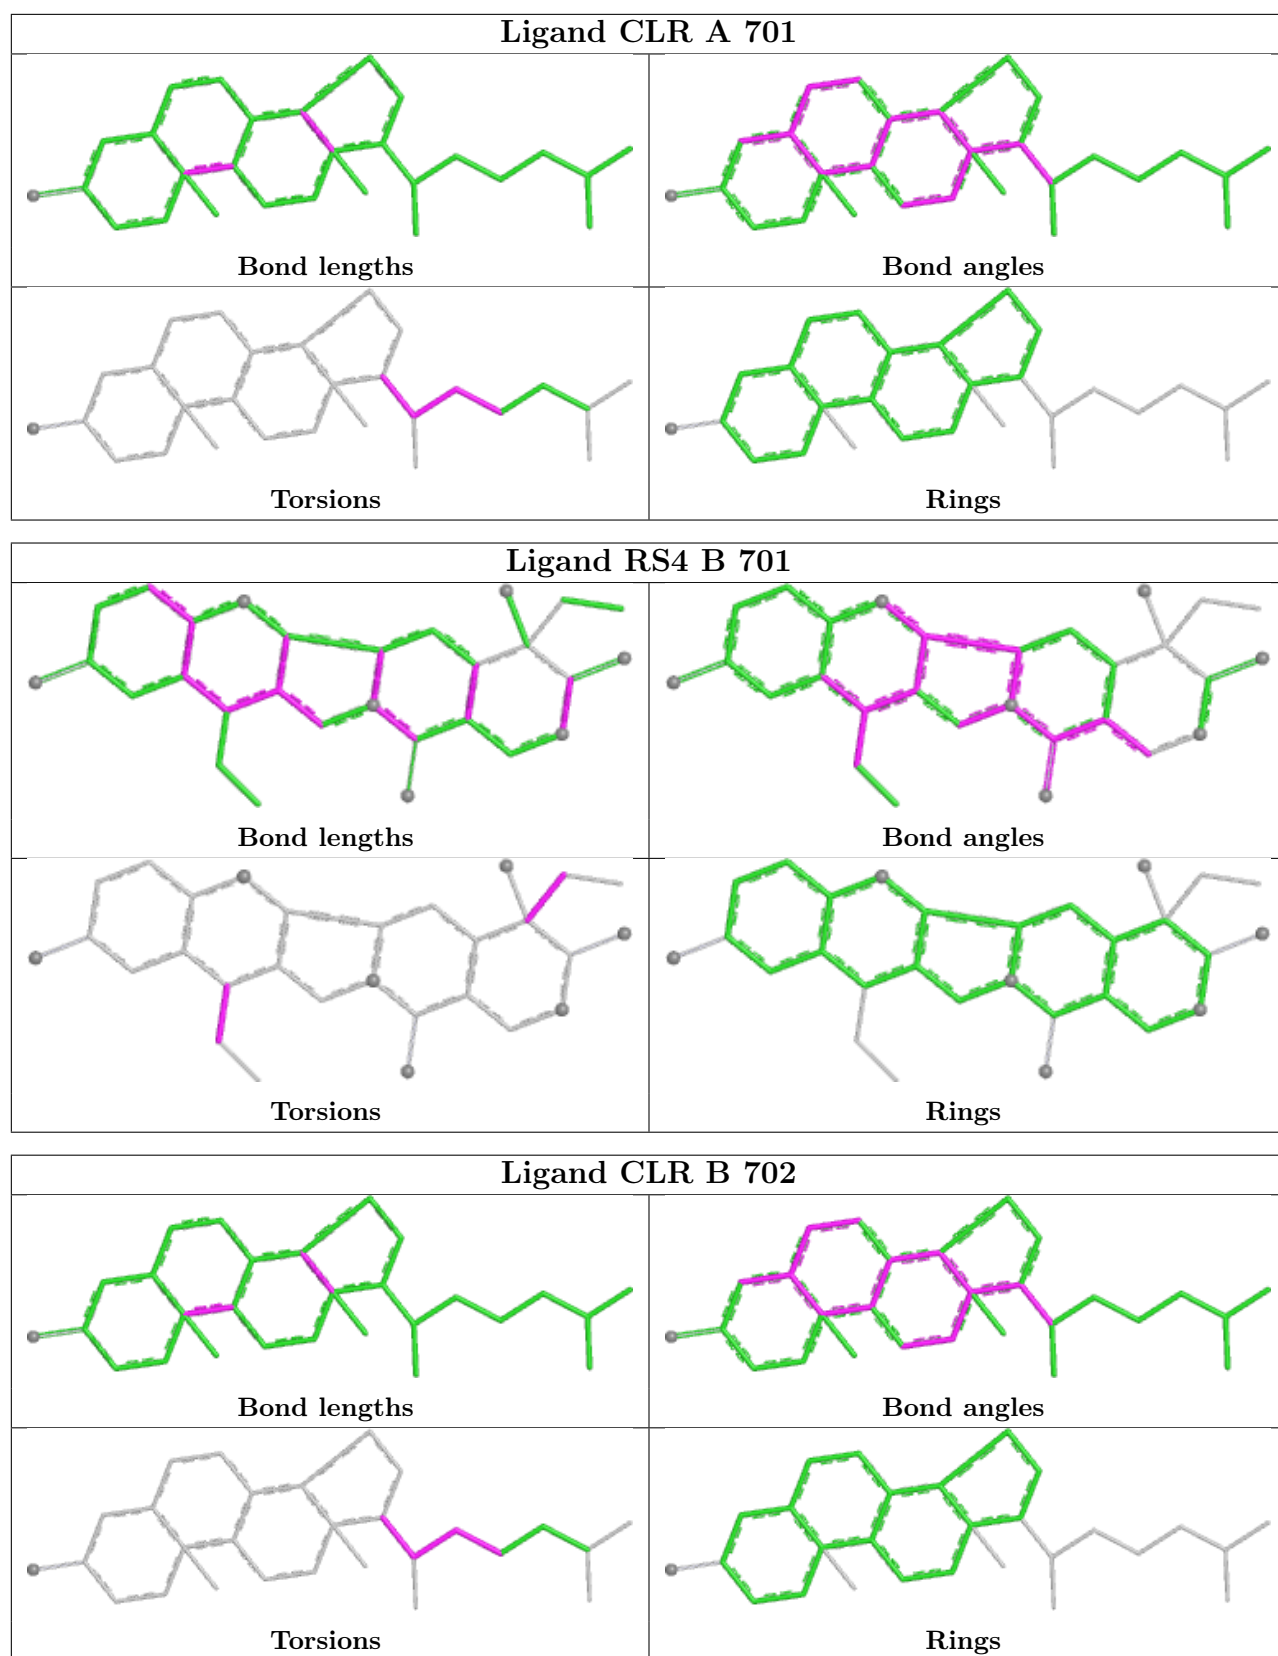 Ligand CLR A 701
Bond lengths
Bond angles
Torsions
Rings
Ligand RS4 B 701
Bond lengths
Bond angles
Torsions
Rings
Ligand CLR B 702
Bond lengths
Bond angles
Torsions
Rings